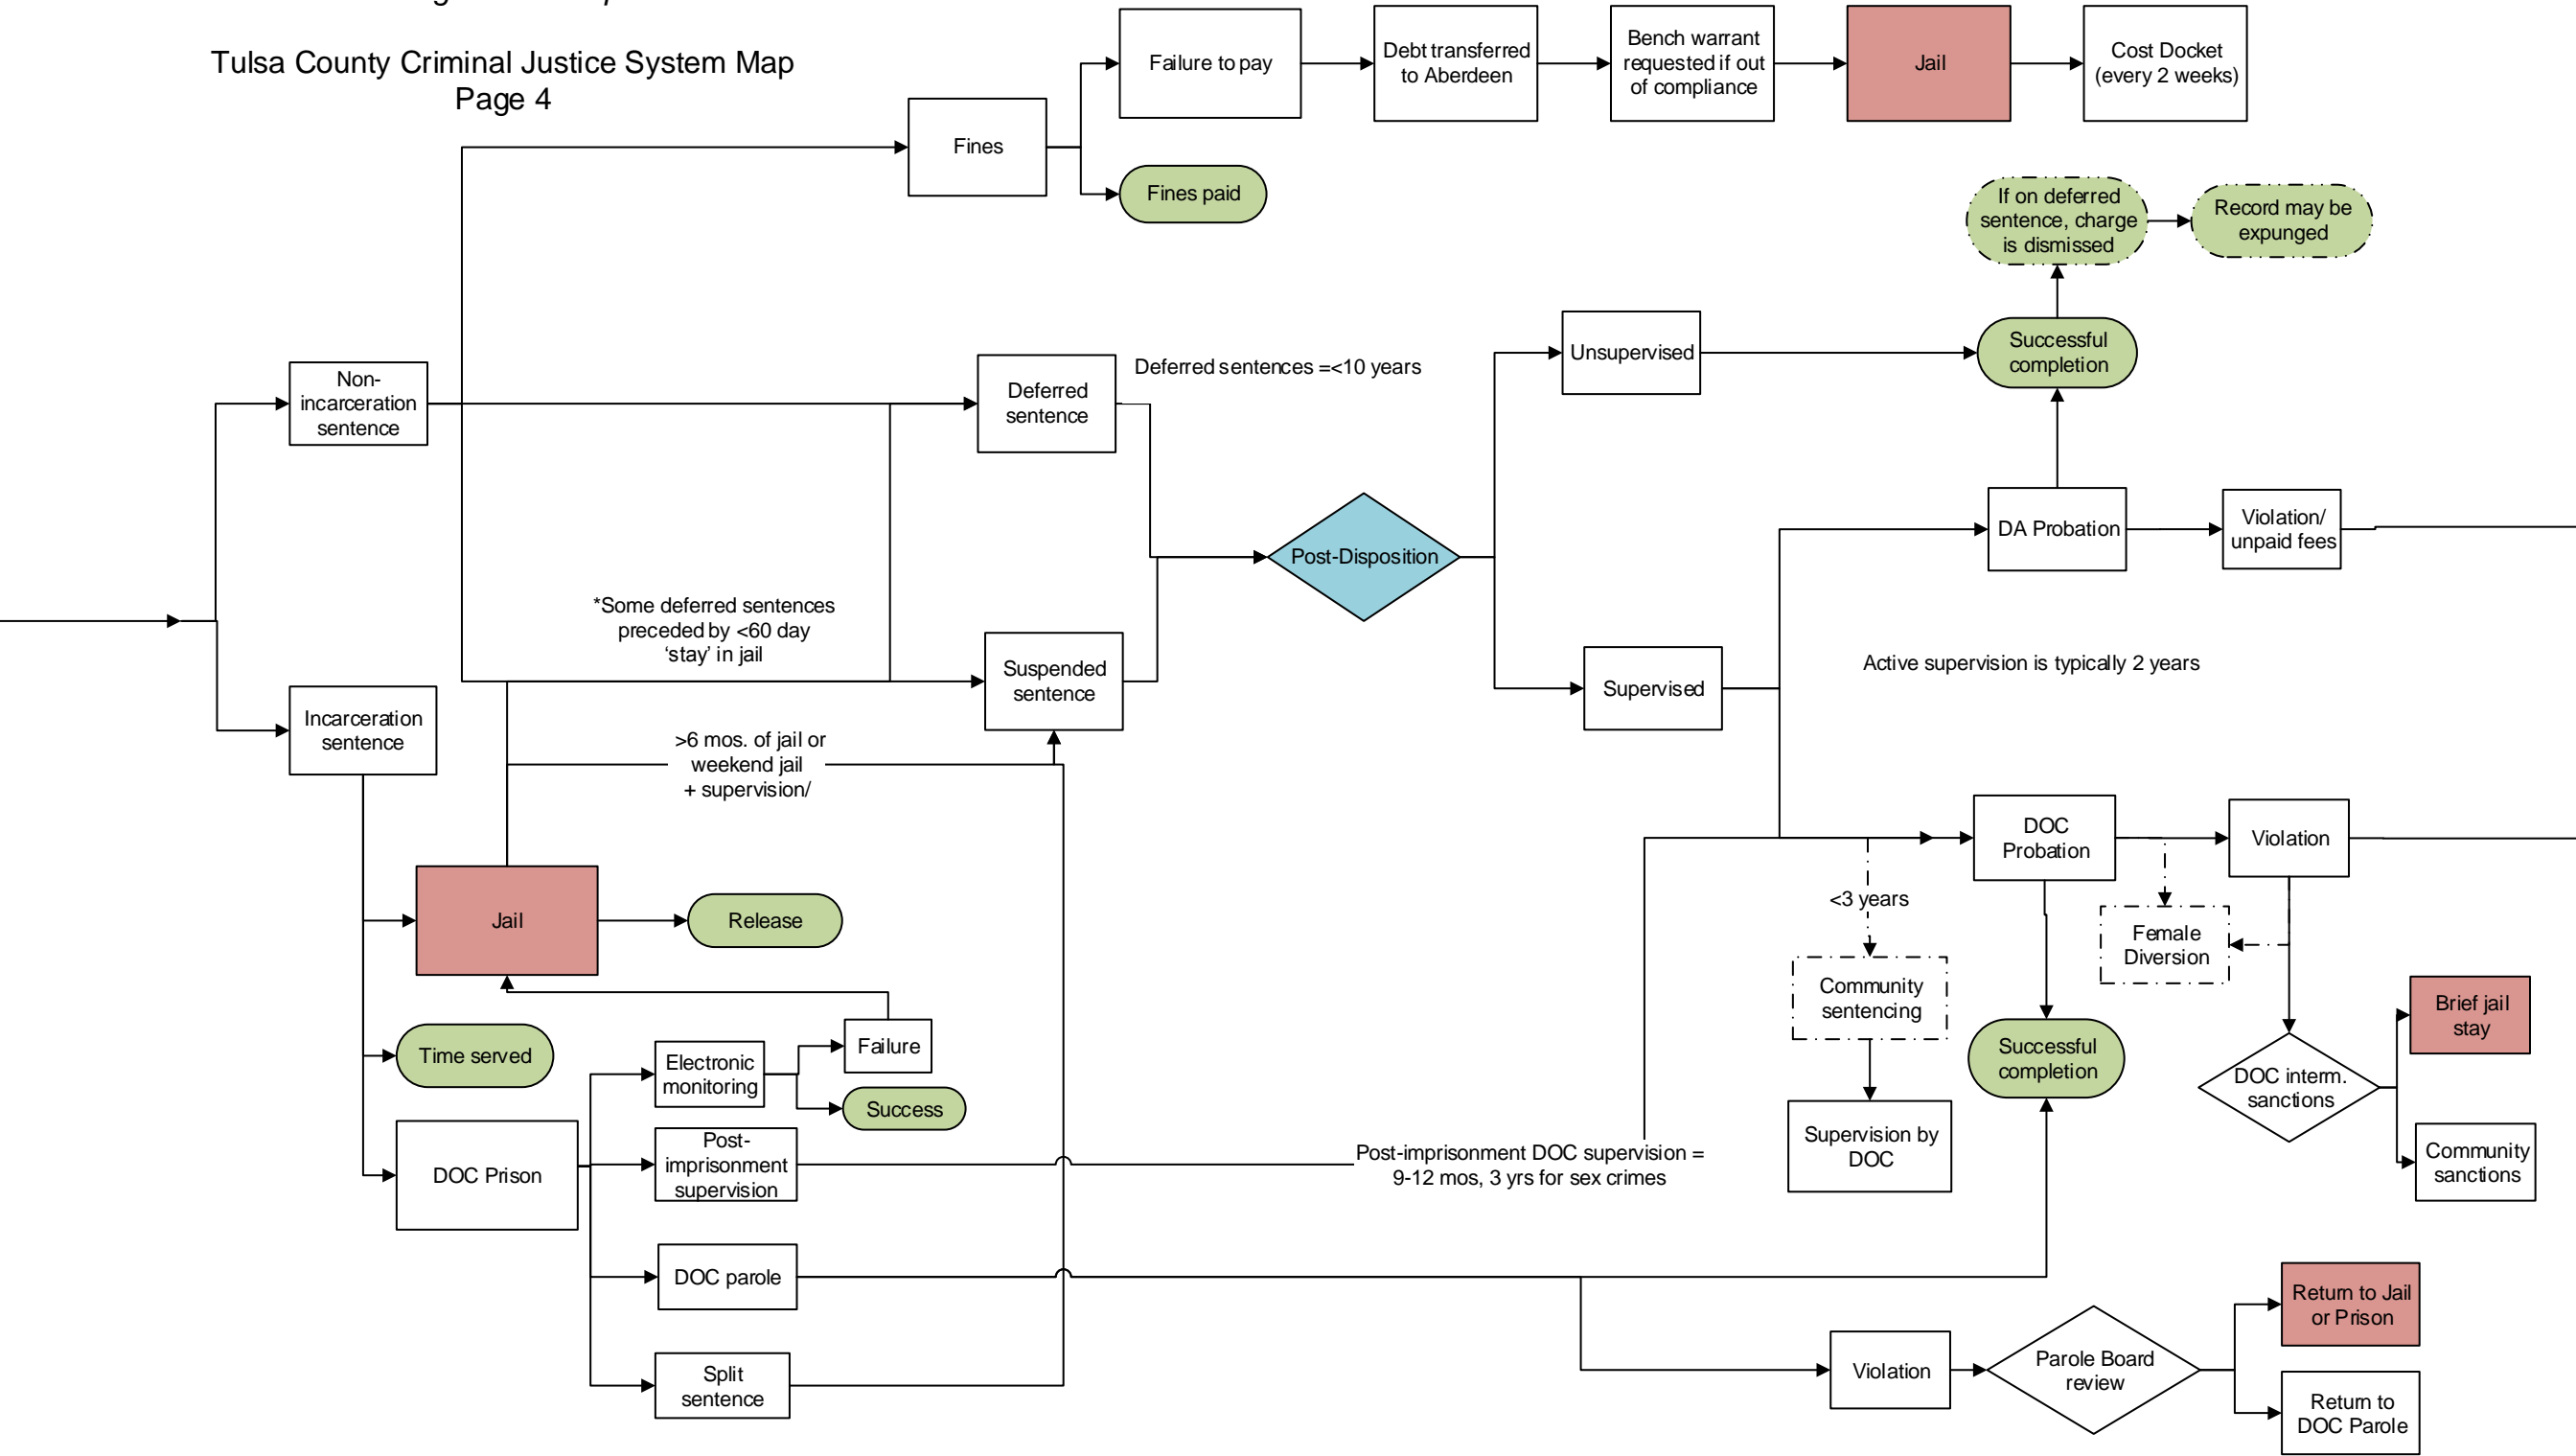 Tulsa County Criminal Justice System Map
Page 4
Failure to pay
Debt transferred
to Aberdeen
Bench warrant
requested if out
of compliance
Jail
Cost Docket
(every 2 weeks)
Fines
Fines paid
If on deferred
sentence, charge
is dismissed
Record may be
expunged
Non-
incarceration
sentence
Deferred
sentence
Deferred sentences =<10 years
Unsupervised
Successful
completion
Post-Disposition
DA Probation
Violation/
unpaid fees
*Some deferred sentences
preceded by <60 day
‘stay’ in jail
Suspended
sentence
Supervised
Active supervision is typically 2 years
Incarceration
sentence
>6 mos. of jail or
weekend jail
+ supervision/
DOC
Probation
Violation
<3 years
Jail
Release
Female
Diversion
Community
sentencing
Brief jail
stay
Time served
Electronic
monitoring
Failure
Success
Successful
completion
DOC interm.
sanctions
DOC Prison
Post-
imprisonment
supervision
Post-imprisonment DOC supervision =
9-12 mos, 3 yrs for sex crimes
Supervision by
DOC
Community
sanctions
DOC parole
Return to Jail
or Prison
Split
sentence
Violation
Parole Board
review
Return to
DOC Parole